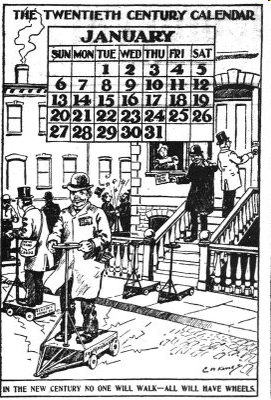 THE TWENTIETH CENTURY CALENDAR
JANUARY
SUN MON TUE WED THU FRI SAT
1 2 3 4 5
6 7 8 9 10 11 12
13 14 15 16 17 18 19
20 21 22 23 24 25 26
27 28 29 30 31
IN THE NEW CENTURY NO ONE WILL WALK—ALL WILL HAVE WHEELS.